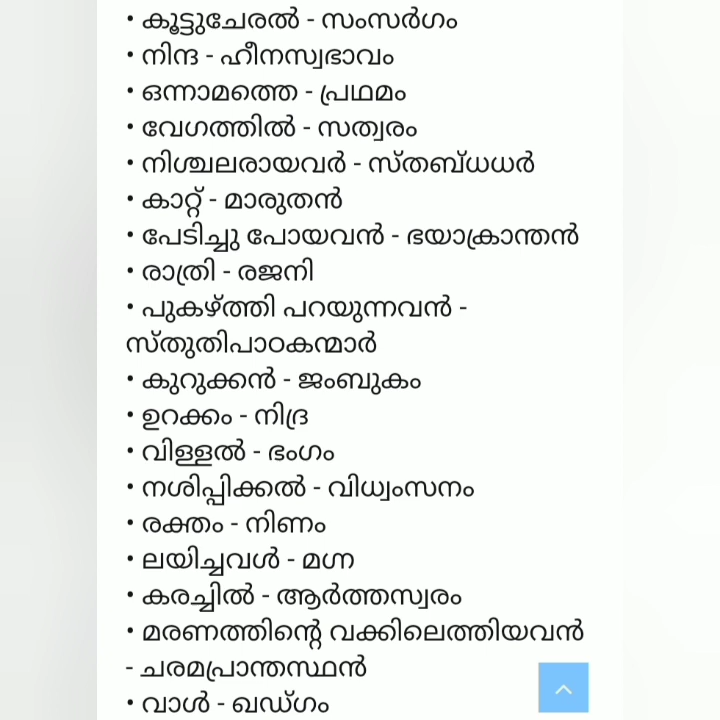 • കൂട്ടുചേരൽ - സംസർഗം
• നിന്ദ - ഹീനസ്വഭാവം
• ഒന്നാമത്തെ - പ്രഥമം
• വേഗത്തിൽ - സത്വരം
• നിശ്ചലരായവർ - സ്തബ്ധധർ
• കാറ്റ് - മാരുതൻ
• പേടിച്ചു പോയവൻ - ഭയാക്രാന്തൻ
• രാത്രി - രജനി
• പുകഴ്ത്തി പറയുന്നവൻ -
സ്തുതിപാഠകന്മാർ
• കുറുക്കൻ - ജംബുകം
• ഉറക്കം - നിദ്ര
• വിള്ളൽ - ഭംഗം
• നശിപ്പിക്കൽ - വിധ്വംസനം
• രക്തം - നിണം
• ലയിച്ചവൾ - മഗ്ന
• കരച്ചിൽ - ആർത്തസ്വരം
• മരണത്തിന്റെ വക്കിലെത്തിയവൻ
- ചരമപ്രാന്തസ്ഥൻ
• വാൾ - ഖഡ്ഗം